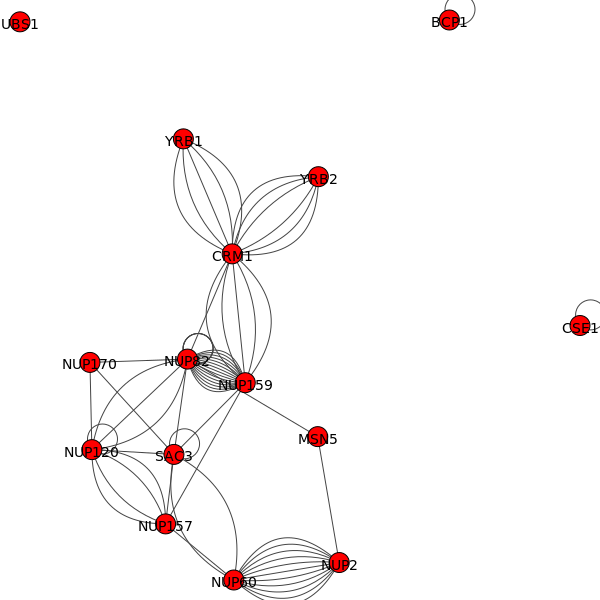 UBS1
BCP1
YRB1
YRB2
CRM1
CSE1
NUP170
NUP82
NUP159
MSN5
NUP120
SAC3
NUP157
NUP2
NUP60